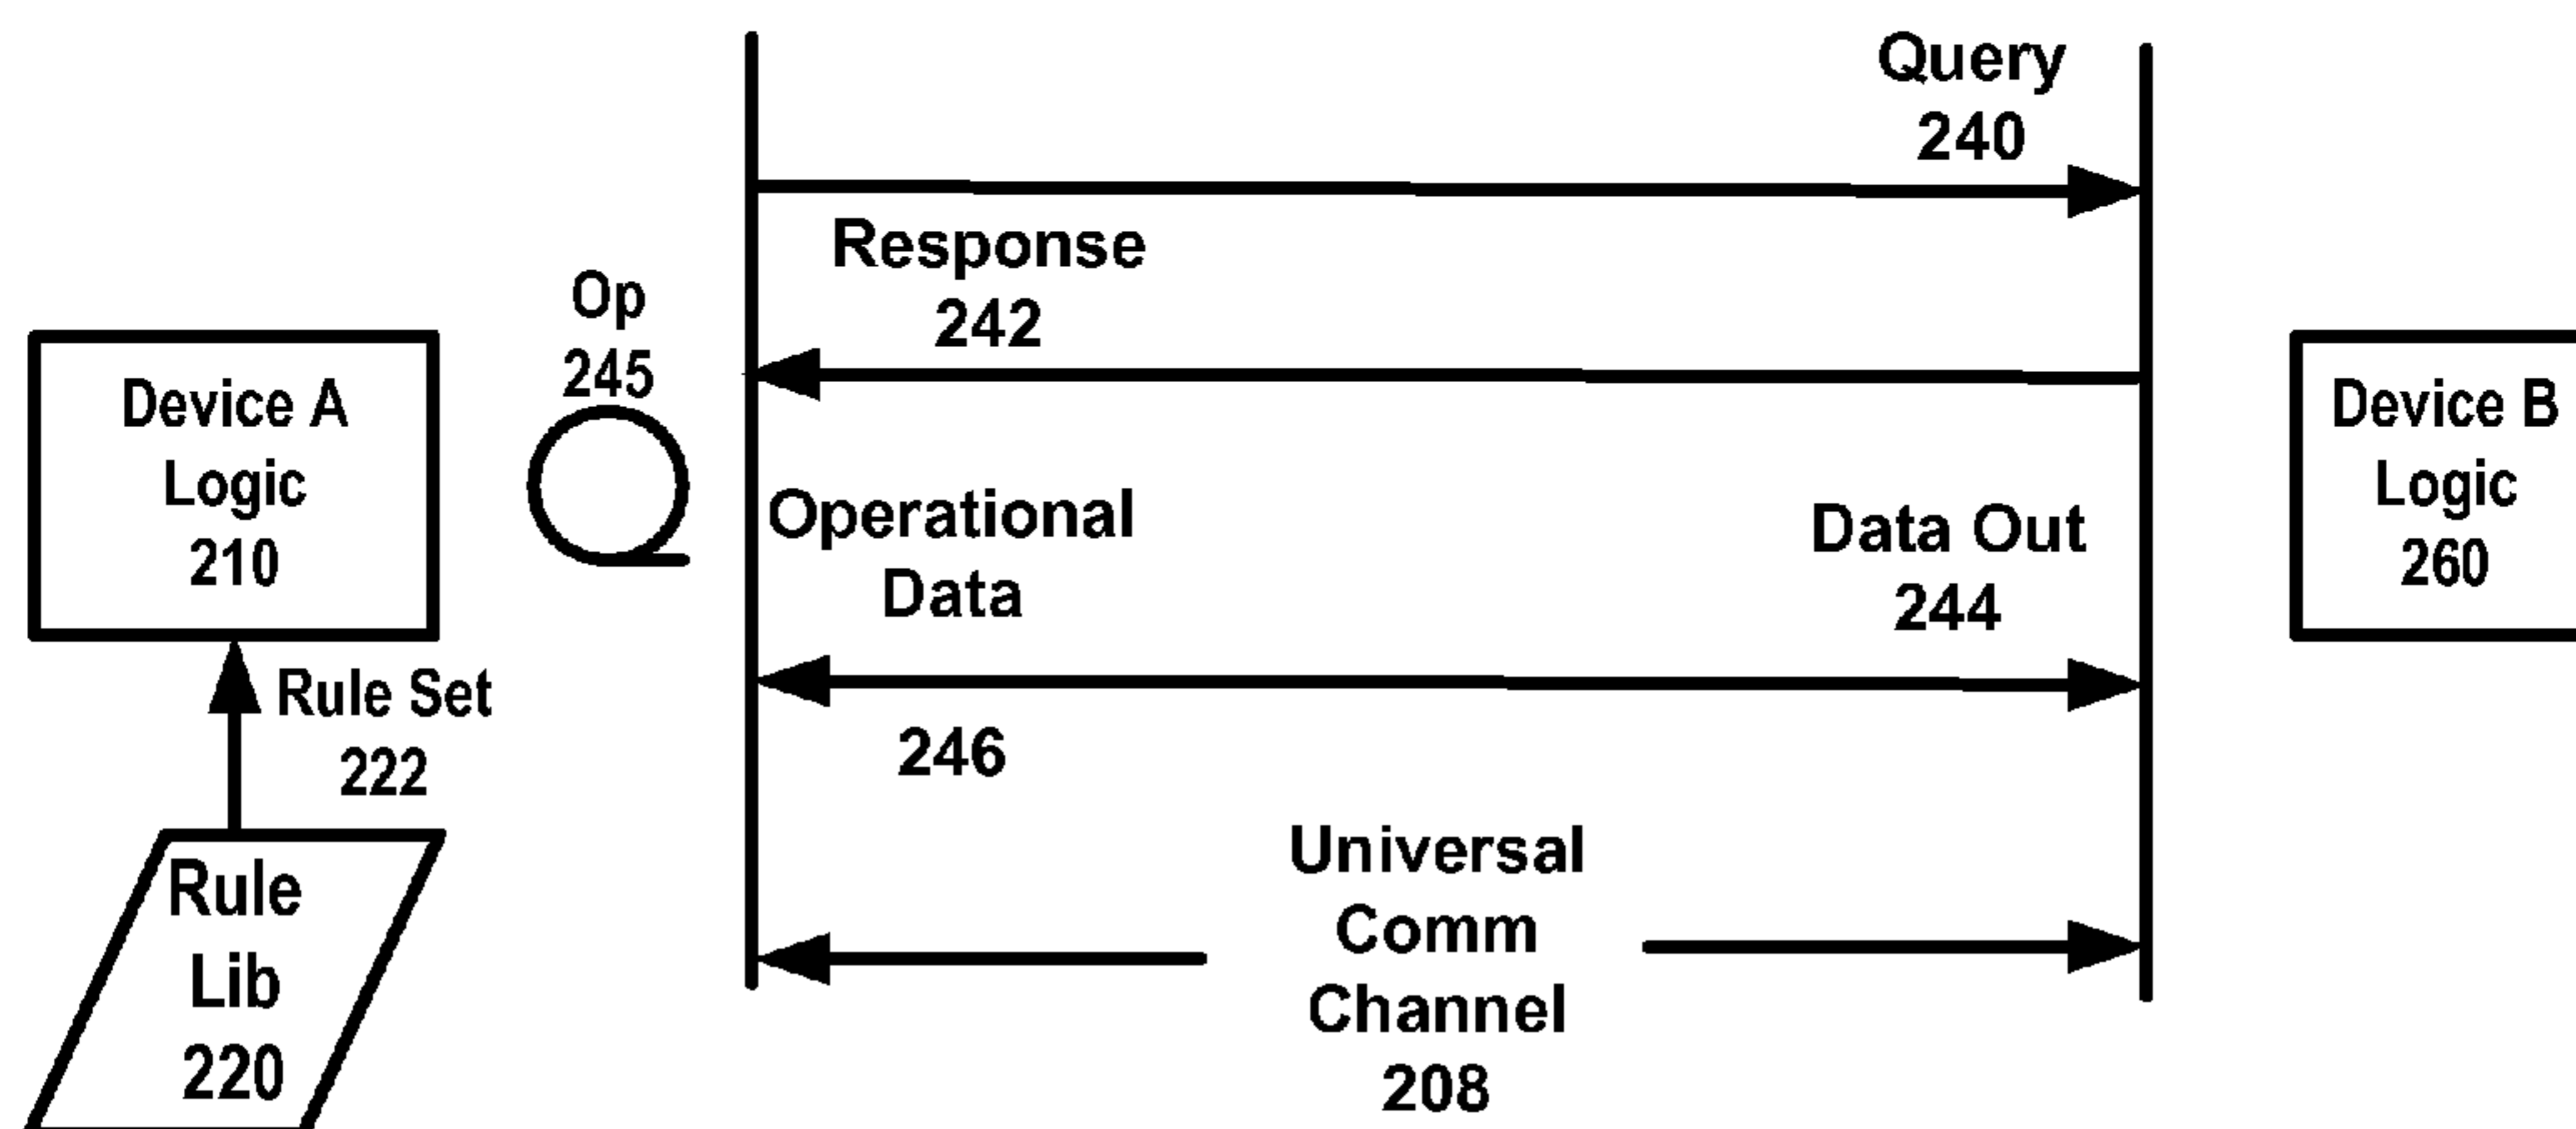 Query
240
Response
242
Op
245
Device A
Logic
210
Operational
Data
Data Out
244
Device B
Logic
260
Rule Set
222
246
Rule
Lib
220
Universal
Comm
Channel
208